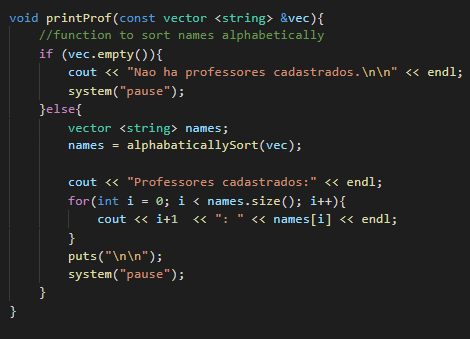 void printProf(const vector <string> &vec){
    //function to sort names alphabetically
    if (vec.empty()){
        cout << "Nao ha professores cadastrados.\n\n" << endl;
        system("pause");
    }else{
        vector <string> names;
        names = alphabaticallySort(vec);

        cout << "Professores cadastrados:" << endl;
        for(int i = 0; i < names.size(); i++){
            cout << i+1  << ": " << names[i] << endl;
        }
        puts("\n\n");
        system("pause");
    }
}